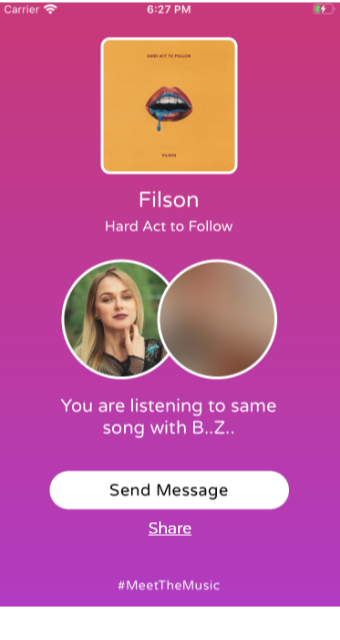 Carrier 6:27 PM
HARD ACT TO FOLLOW
FILSON
Filson
Hard Act to Follow
You are listening to same
song with B..Z..
Send Message
Share
#MeetTheMusic